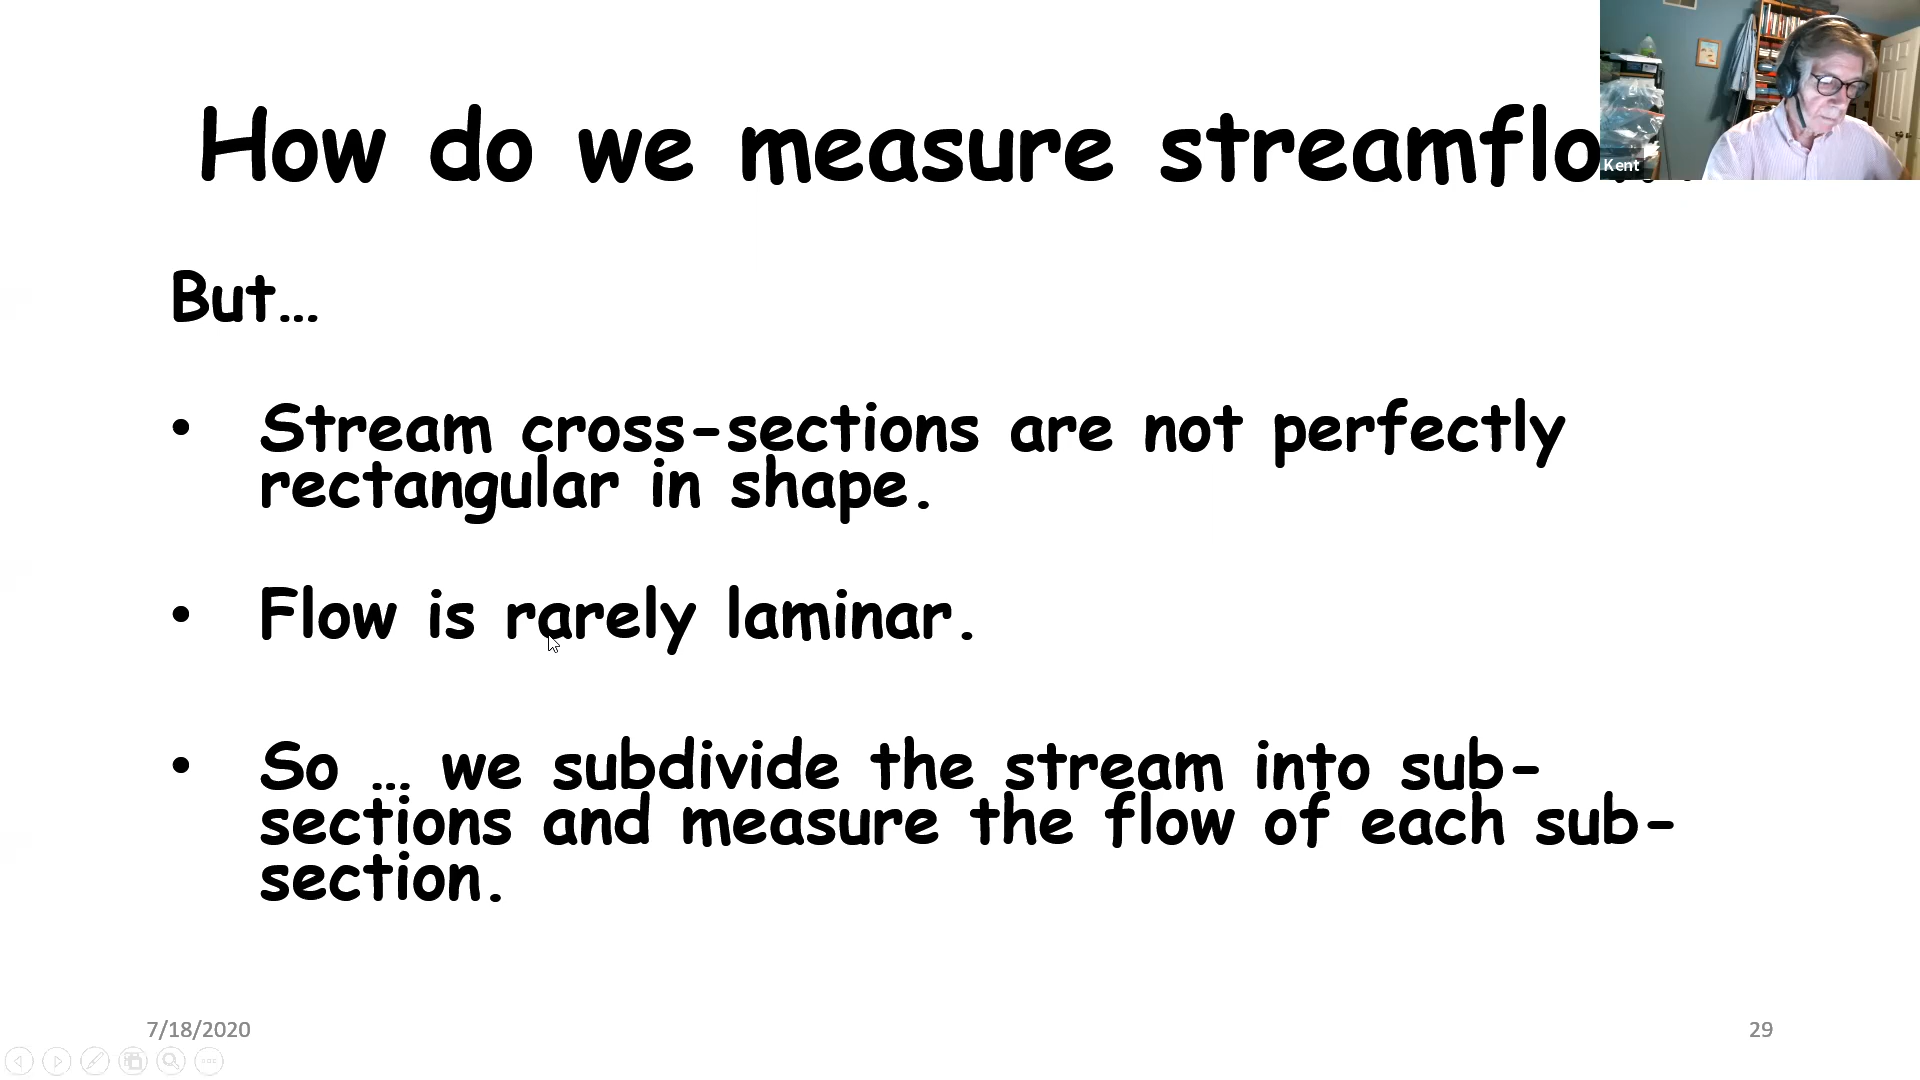 How do we measure streamflo
Kent
But…
• Stream cross-sections are not perfectly
rectangular in shape.
• Flow is rarely laminar.
• So … we subdivide the stream into sub-
sections and measure the flow of each sub-
section.
7/18/2020
29